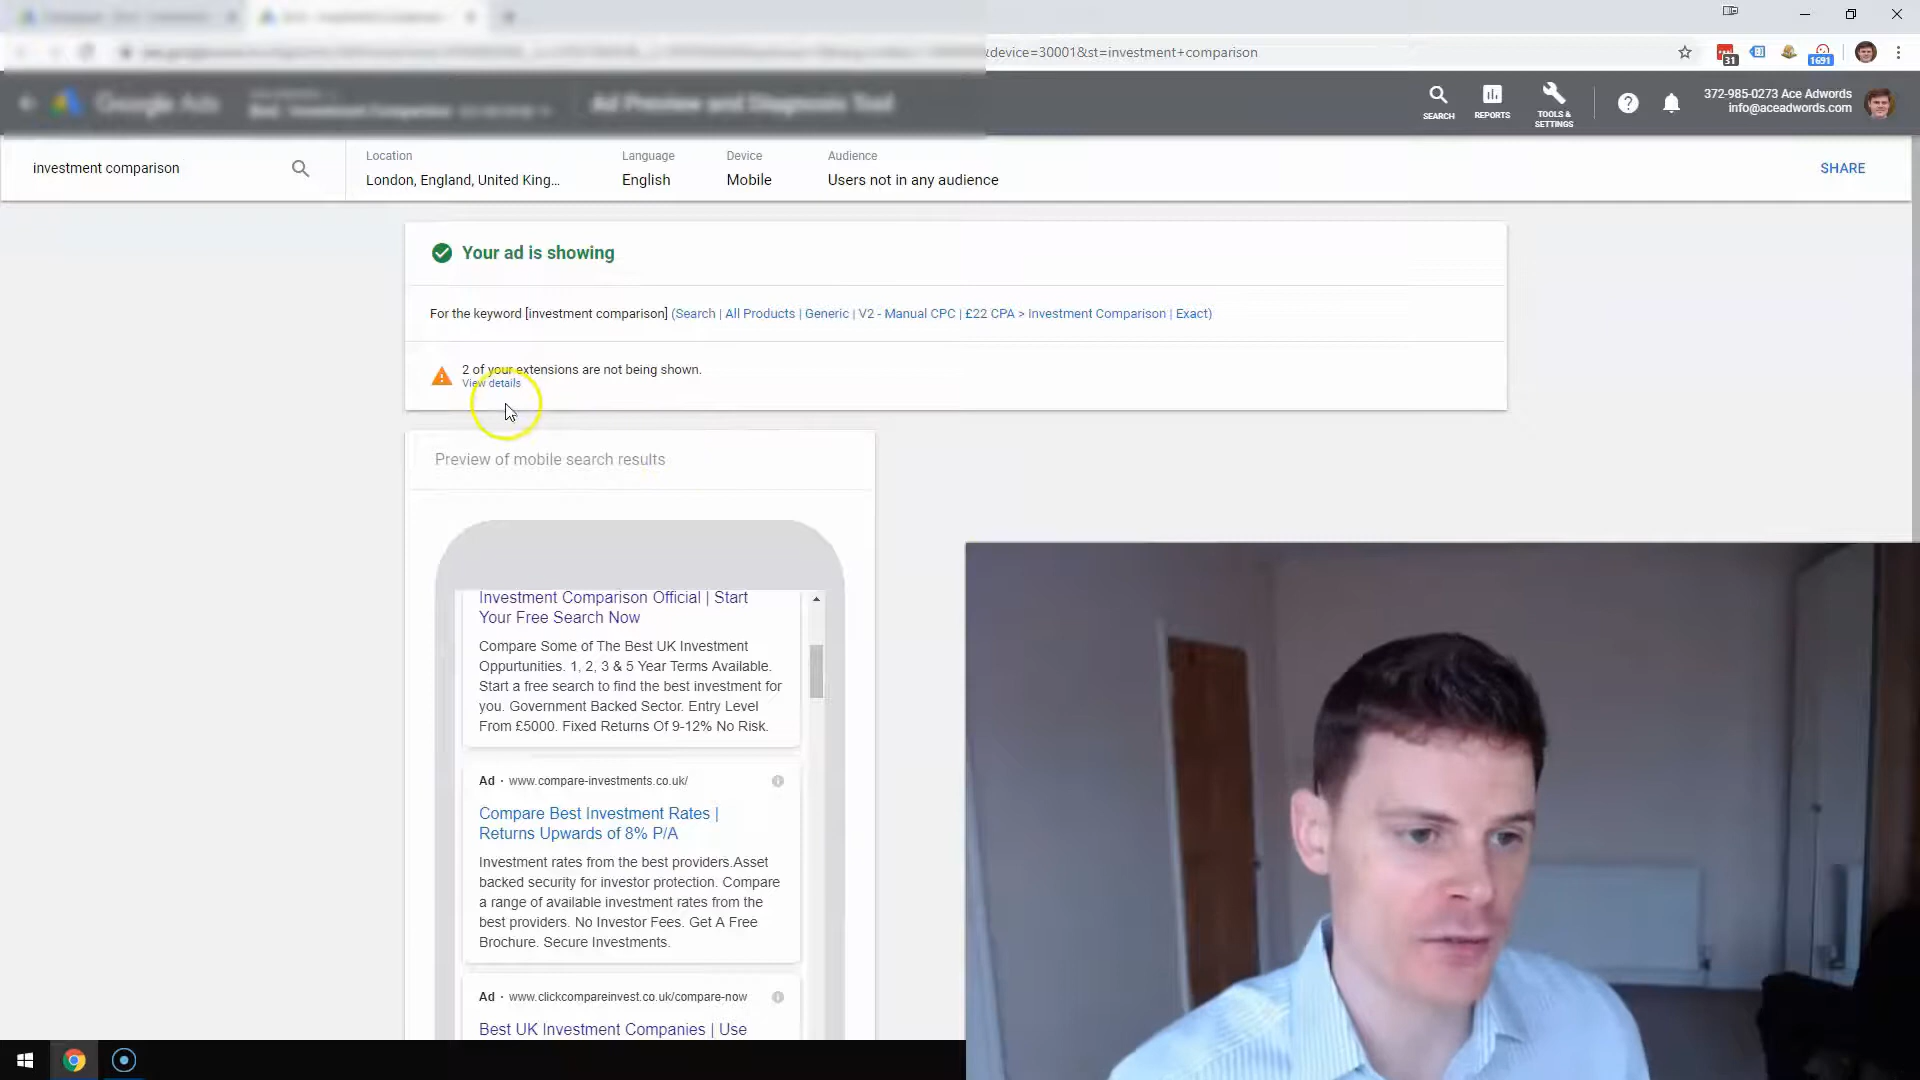 &device=30001&st=investment+comparison
31
1691
Google Ads
Ad Preview and Diagnosis Tool
SEARCH
REPORTS
TOOLS &
SETTINGS
372-985-0273 Ace Adwords
info@aceadwords.com
investment comparison
Location
London, England, United King...
Language
English
Device
Mobile
Audience
Users not in any audience
SHARE
Your ad is showing
For the keyword [investment comparison] (Search | All Products | Generic | V2 - Manual CPC | £22 CPA > Investment Comparison | Exact)
2 of your extensions are not being shown.
View details
Preview of mobile search results
Investment Comparison Official | Start
Your Free Search Now
Compare Some of The Best UK Investment
Oppurtunities. 1, 2, 3 & 5 Year Terms Available.
Start a free search to find the best investment for
you. Government Backed Sector. Entry Level
From £5000. Fixed Returns Of 9-12% No Risk.
Ad · www.compare-investments.co.uk/
Compare Best Investment Rates |
Returns Upwards of 8% P/A
Investment rates from the best providers.Asset
backed security for investor protection. Compare
a range of available investment rates from the
best providers. No Investor Fees. Get A Free
Brochure. Secure Investments.
Ad · www.clickcompareinvest.co.uk/compare-now
Best UK Investment Companies | Use